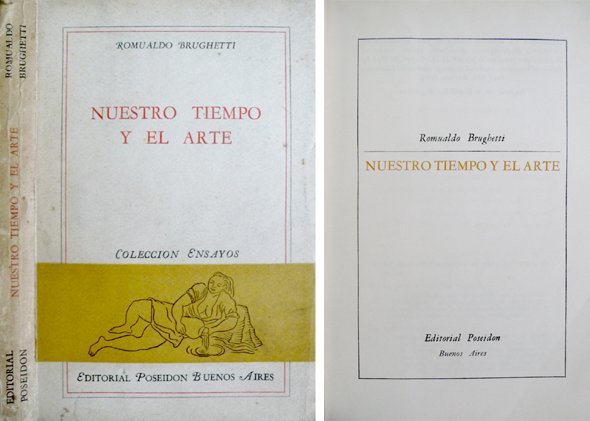 ROMUALDO BRUGHETTI
NUESTRO TIEMPO Y EL ARTE
EDITORIAL POSEIDON
ROMUALDO BRUGHETTI
NUESTRO TIEMPO
Y EL ARTE
COLECCION ENSAYOS
EDITORIAL POSEIDON BUENOS AIRES
Romualdo Brughetti
NUESTRO TIEMPO Y EL ARTE
Editorial Poseidon
Buenos Aires